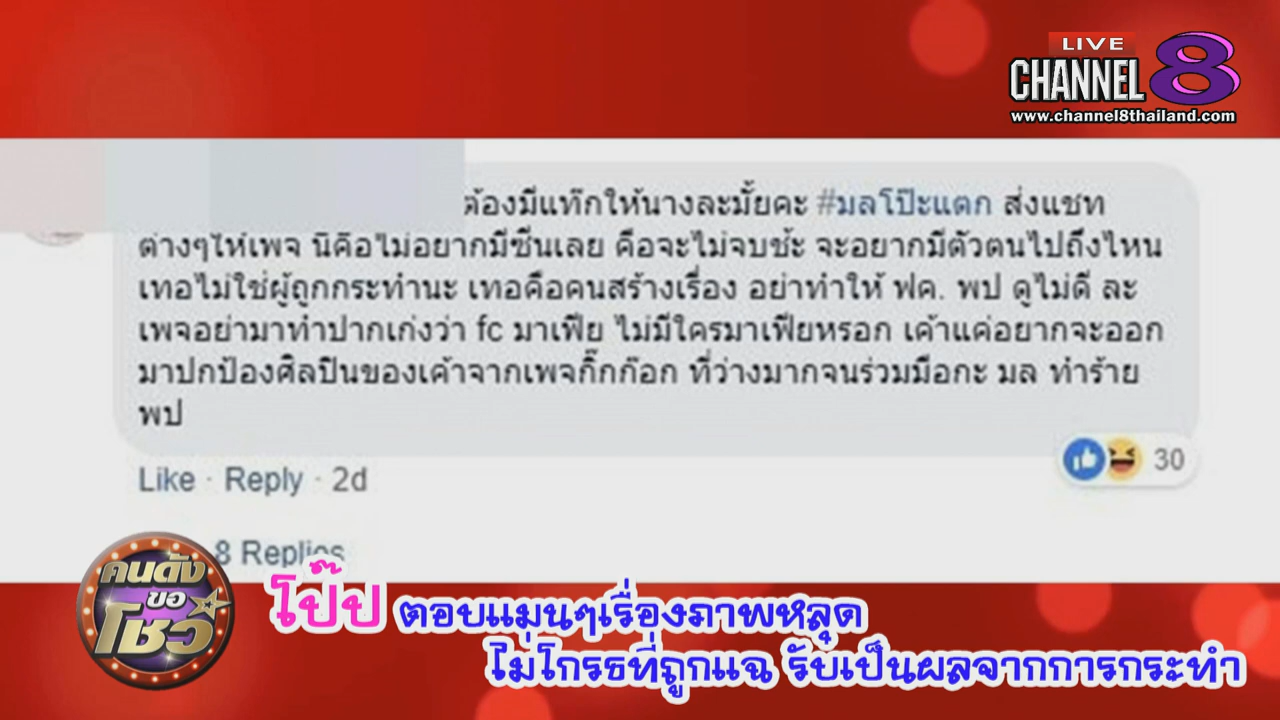 LIVE
CHANNEL 8
www.channel8thailand.com
ต้องมีแท๊กให้นางละมั้ยคะ #มลโป๊ะแตก ส่งแชท
ต่างๆให้เพจ นี่คือไม่อยากมีซีนเลย คือจะไม่จบช้ะ จะอยากมีตัวตนไปถึงไหน
เทอไม่ใช่ผู้ถูกกระทำนะ เทอคือคนสร้างเรื่อง อย่าทำให้ ฟค. พป ดูไม่ดี ละ
เพจอย่ามาทำปากเก่งว่า fc มาเฟีย ไม่มีใครมาเฟียหรอก เค้าแค่อยากจะออก
มาปกป้องศิลปินของเค้าจากเพจกิ๊กก๊อก ที่ว่างมากจนร่วมมือกะ มล ทำร้าย
พป
30
Like · Reply · 2d
8 Replies
คนดัง
ขอ
โชว์
โป๊ป ตอบแมนๆเรื่องภาพหลุด
ไม่โกรธที่ถูกแฉ รับเป็นผลจากการกระทำ